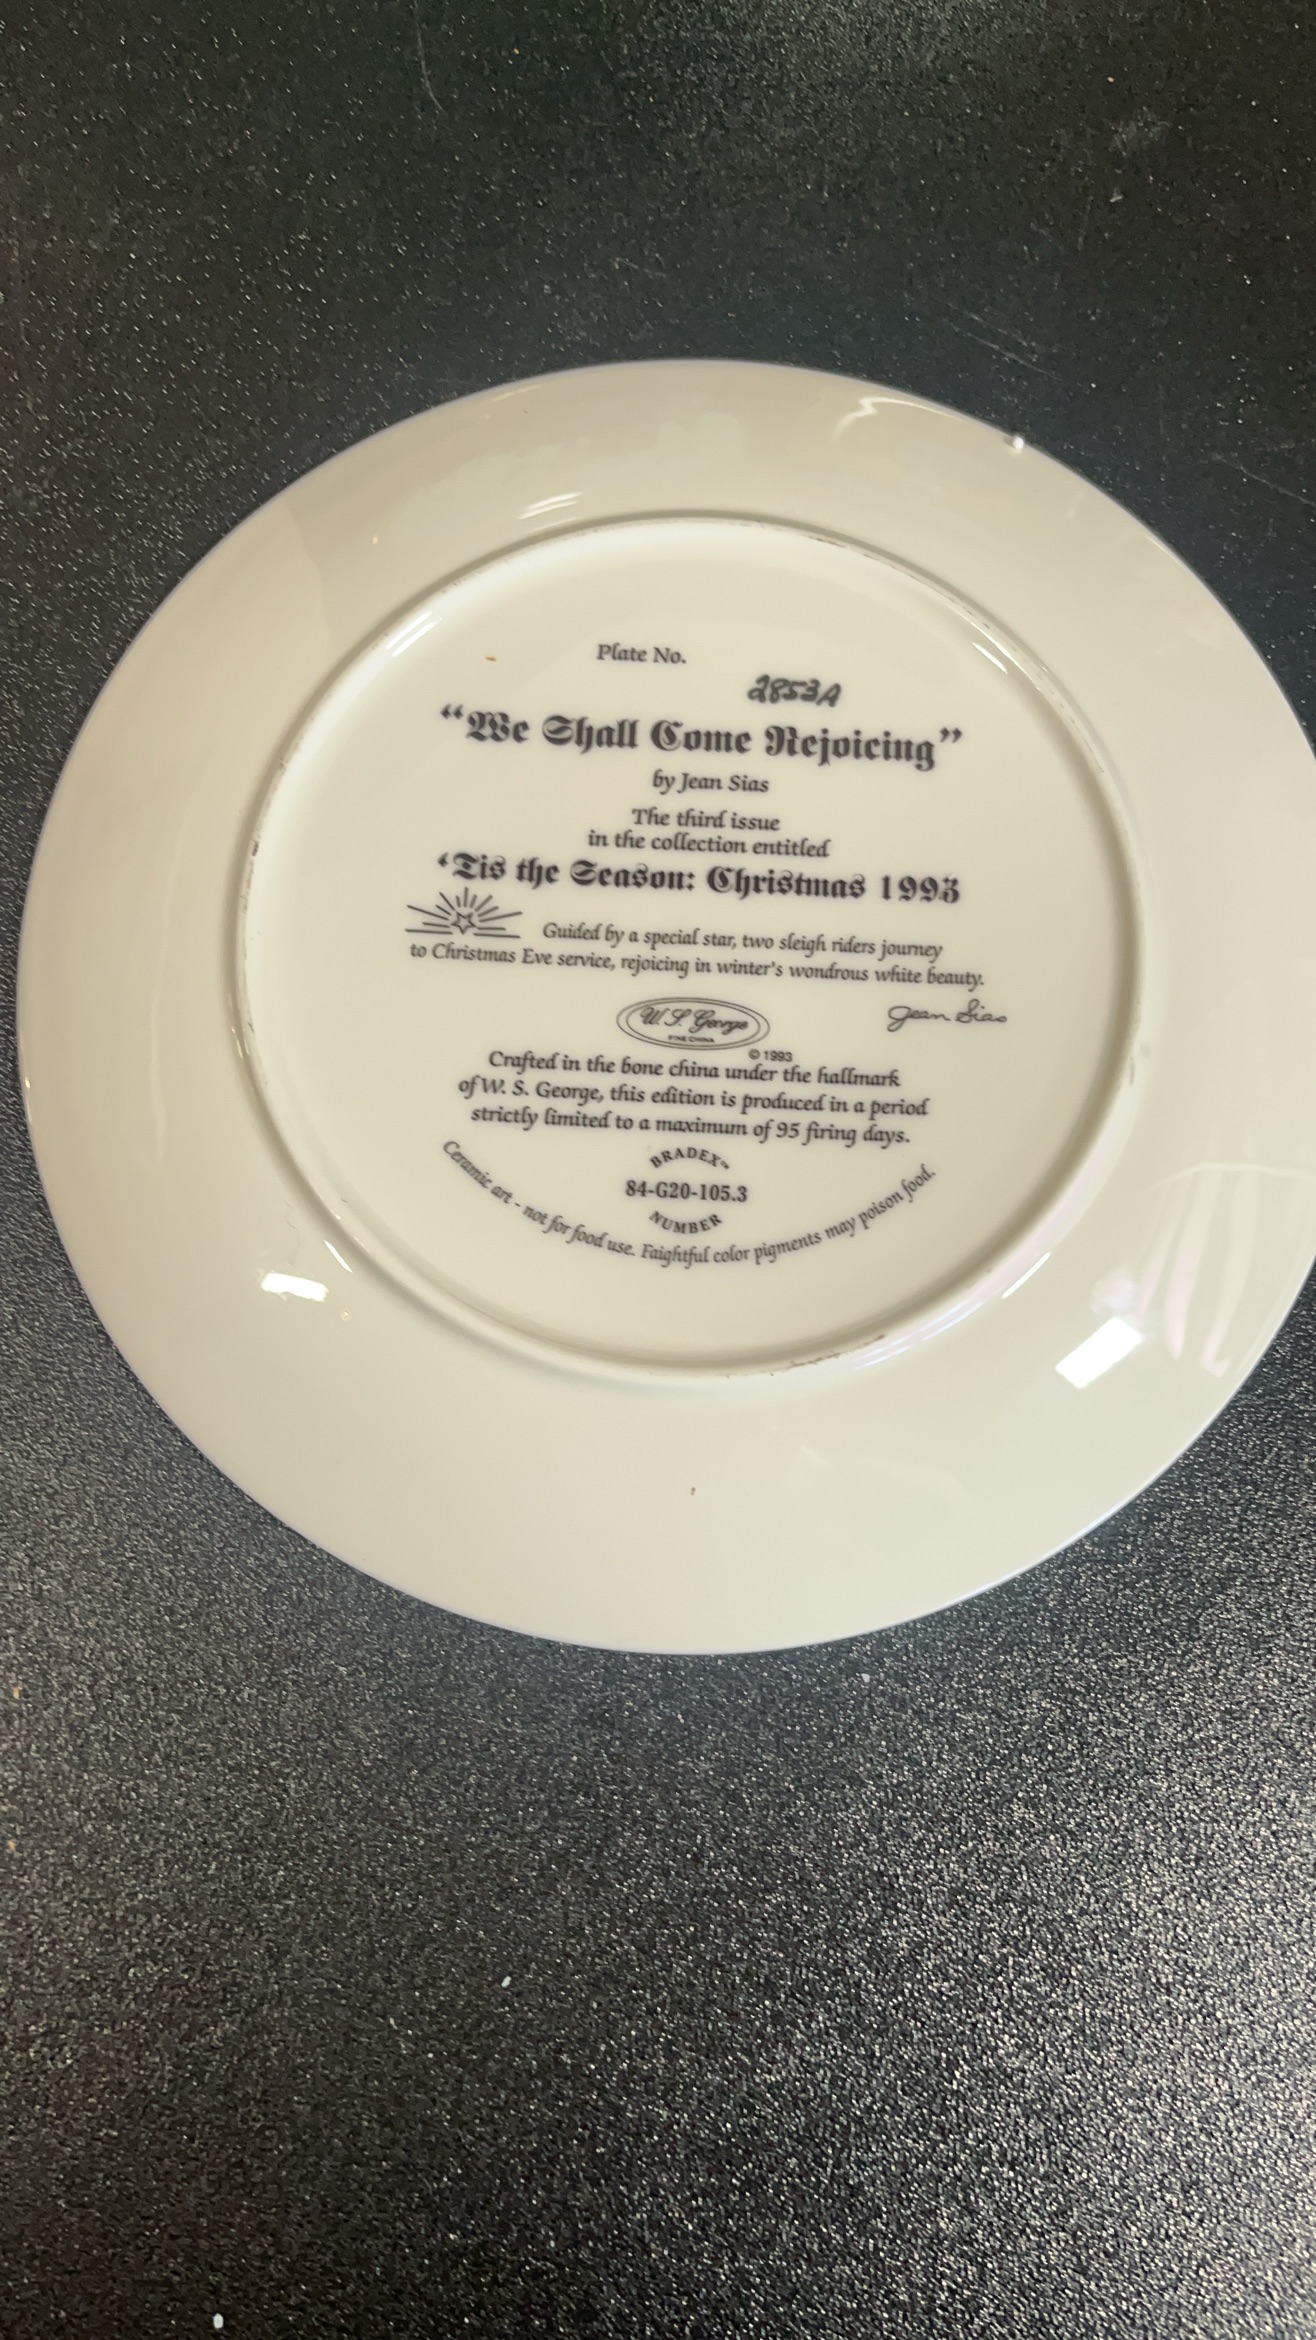 Plate No.
2853A
“We Shall Come Rejoicing”
by Jean Sias
The third issue
in the collection entitled
‘Tis the Season: Christmas 1993
Guided by a special star, two sleigh riders journey
to Christmas Eve service, rejoicing in winter's wondrous white beauty.
W.S. George
FINE CHINA
Jean Sias
© 1993
Crafted in the bone china under the hallmark
of W. S. George, this edition is produced in a period
strictly limited to a maximum of 95 firing days.
BRADEX™
84-G20-105.3
NUMBER
Ceramic art - not for food use. Faightful color pigments may poison food.